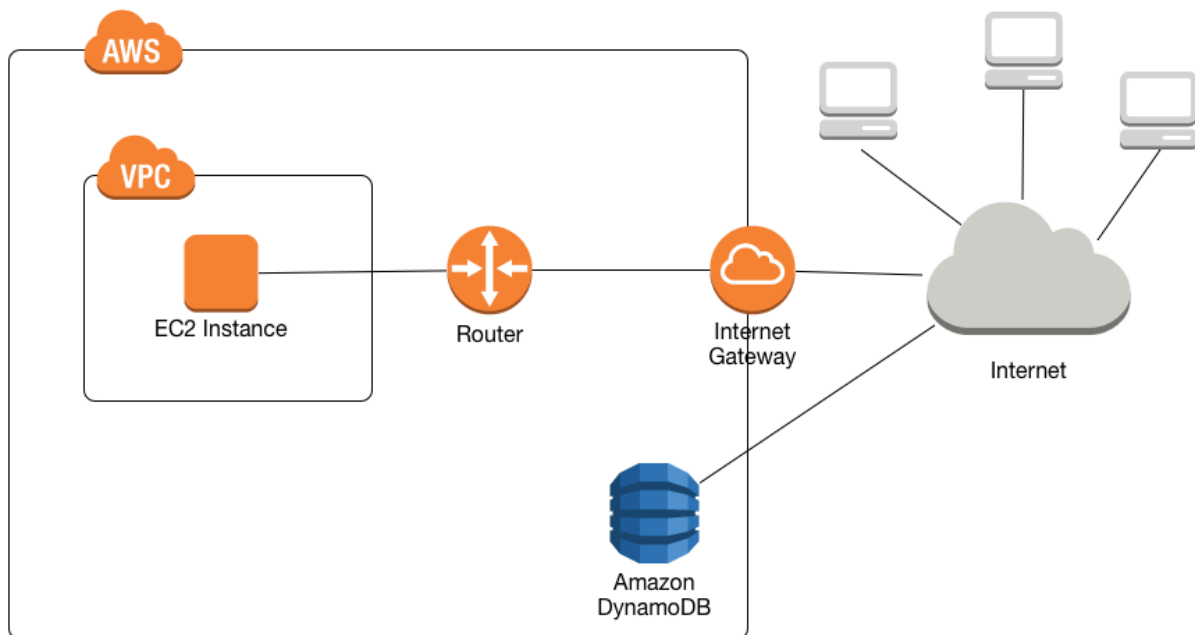 AWS
VPC
EC2 Instance
Router
Internet
Gateway
Internet
Amazon
DynamoDB